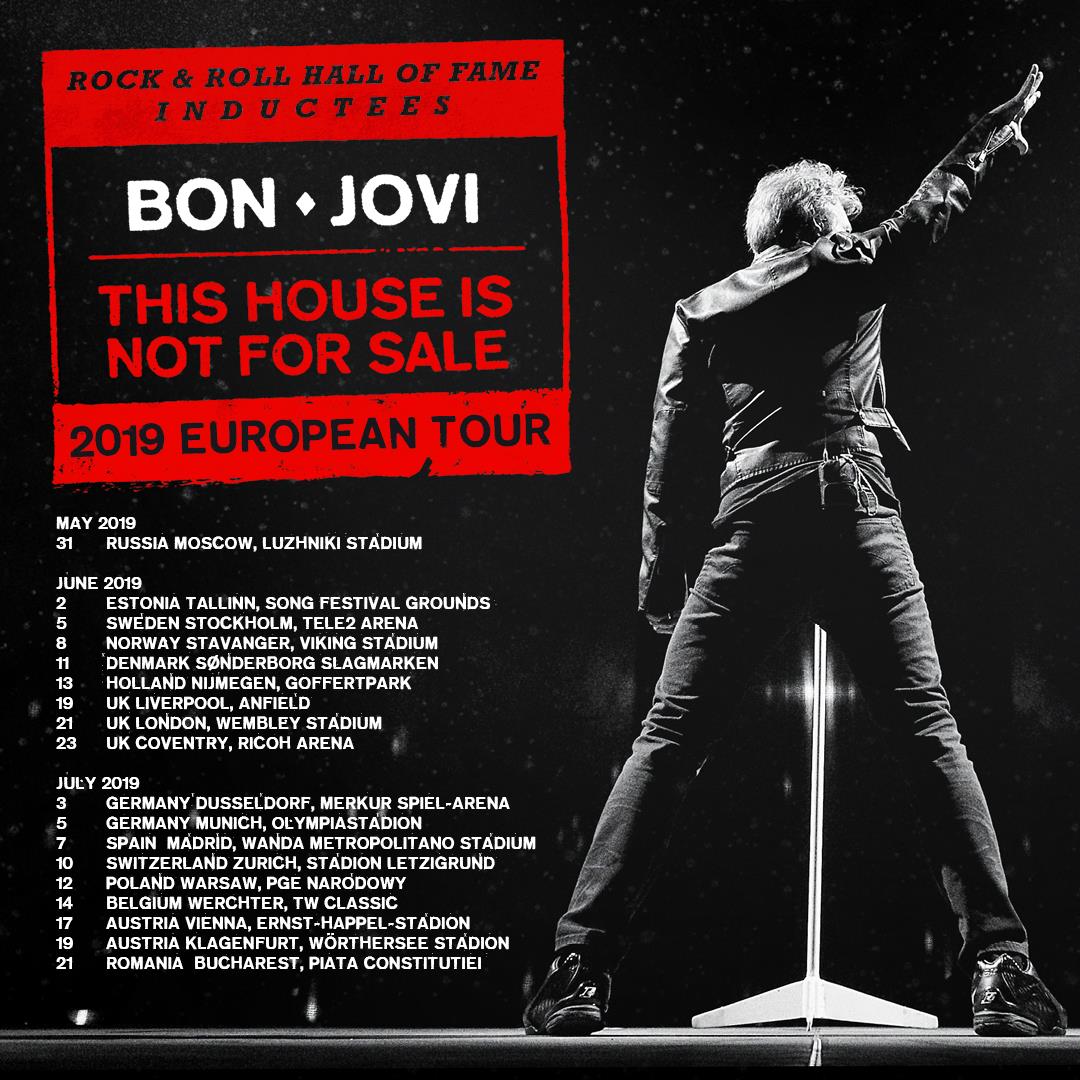 ROCK & ROLL HALL OF FAME
INDUCTEES
BON ♦ JOVI
THIS HOUSE IS
NOT FOR SALE
2019 EUROPEAN TOUR
MAY 2019
31 RUSSIA MOSCOW, LUZHNIKI STADIUM
JUNE 2019
2 ESTONIA TALLINN, SONG FESTIVAL GROUNDS
5 SWEDEN STOCKHOLM, TELE2 ARENA
8 NORWAY STAVANGER, VIKING STADIUM
11 DENMARK SØNDERBORG SLAGMARKEN
13 HOLLAND NIJMEGEN, GOFFERTPARK
19 UK LIVERPOOL, ANFIELD
21 UK LONDON, WEMBLEY STADIUM
23 UK COVENTRY, RICOH ARENA
JULY 2019
3 GERMANY DUSSELDORF, MERKUR SPIEL-ARENA
5 GERMANY MUNICH, OLYMPIASTADION
7 SPAIN MADRID, WANDA METROPOLITANO STADIUM
10 SWITZERLAND ZURICH, STADION LETZIGRUND
12 POLAND WARSAW, PGE NARODOWY
14 BELGIUM WERCHTER, TW CLASSIC
17 AUSTRIA VIENNA, ERNST-HAPPEL-STADION
19 AUSTRIA KLAGENFURT, WÖRTHERSEE STADION
21 ROMANIA BUCHAREST, PIATA CONSTITUTIEI